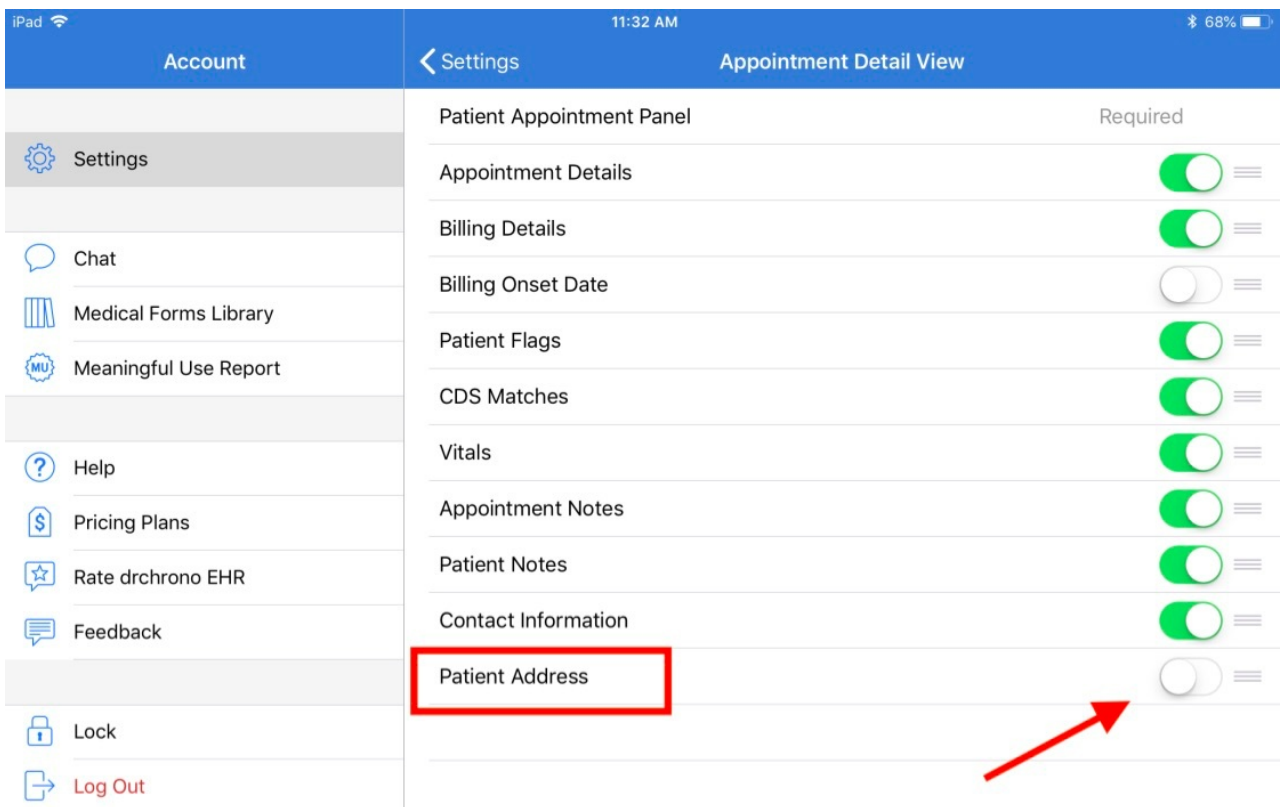 iPad 11:32 AM 68%
Account
Settings Appointment Detail View
Settings
Chat
Medical Forms Library
MU Meaningful Use Report
? Help
$ Pricing Plans
Rate drchrono EHR
Feedback
Lock
Log Out
Patient Appointment Panel Required
Appointment Details
Billing Details
Billing Onset Date
Patient Flags
CDS Matches
Vitals
Appointment Notes
Patient Notes
Contact Information
Patient Address